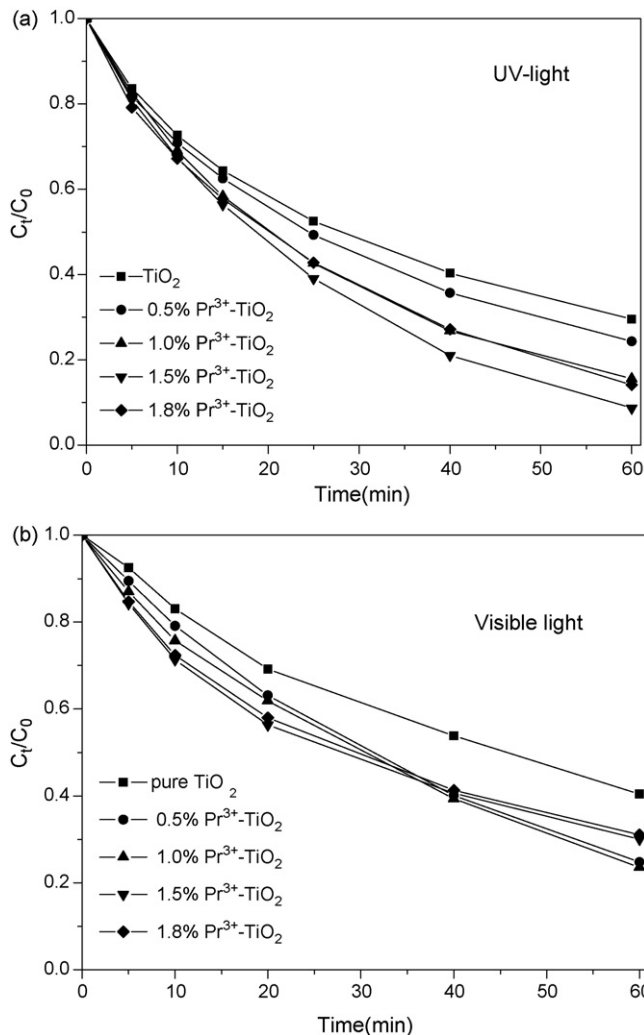 (a)
1.0
0.8
0.6
0.4
0.2
0.0
C_t/C_0
UV-light
TiO₂
0.5% Pr³⁺-TiO₂
1.0% Pr³⁺-TiO₂
1.5% Pr³⁺-TiO₂
1.8% Pr³⁺-TiO₂
0 10 20 30 40 50 60
Time(min)
(b)
1.0
0.8
0.6
0.4
0.2
0.0
C_t/C_0
Visible light
pure TiO₂
0.5% Pr³⁺-TiO₂
1.0% Pr³⁺-TiO₂
1.5% Pr³⁺-TiO₂
1.8% Pr³⁺-TiO₂
0 10 20 30 40 50 60
Time(min)